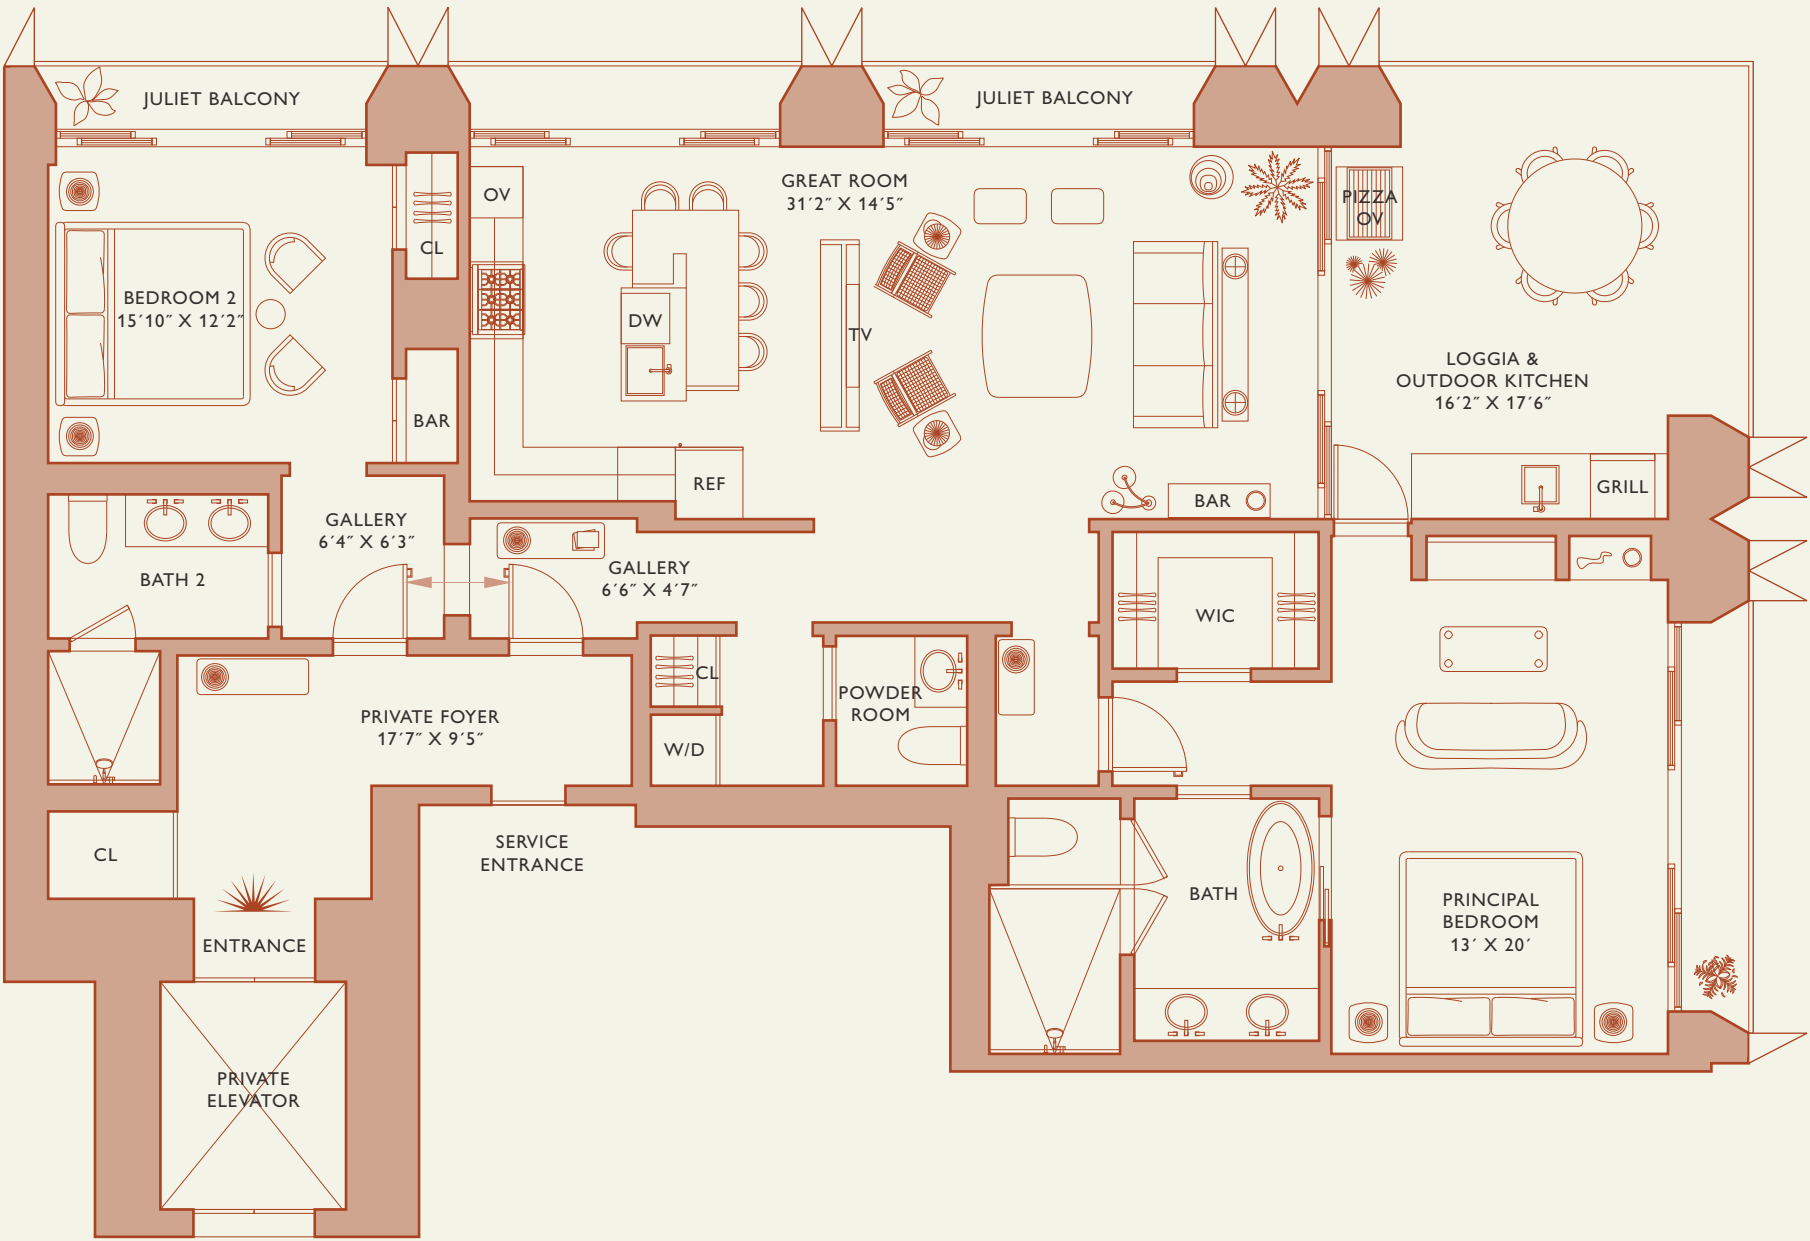 JULIET BALCONY
JULIET BALCONY
GREAT ROOM
31´2˝ X 14´5˝
OV
PIZZA
OV
CL
BEDROOM 2
15´10˝ X 12´2˝
DW
TV
LOGGIA &
OUTDOOR KITCHEN
16´2˝ X 17´6˝
BAR
REF
BAR
GRILL
GALLERY
6´4˝ X 6´3˝
BATH 2
GALLERY
6´6˝ X 4´7˝
WIC
CL
POWDER
ROOM
PRIVATE FOYER
17´7˝ X 9´5˝
W/D
SERVICE
ENTRANCE
CL
BATH
PRINCIPAL
BEDROOM
13´ X 20´
ENTRANCE
PRIVATE
ELEVATOR